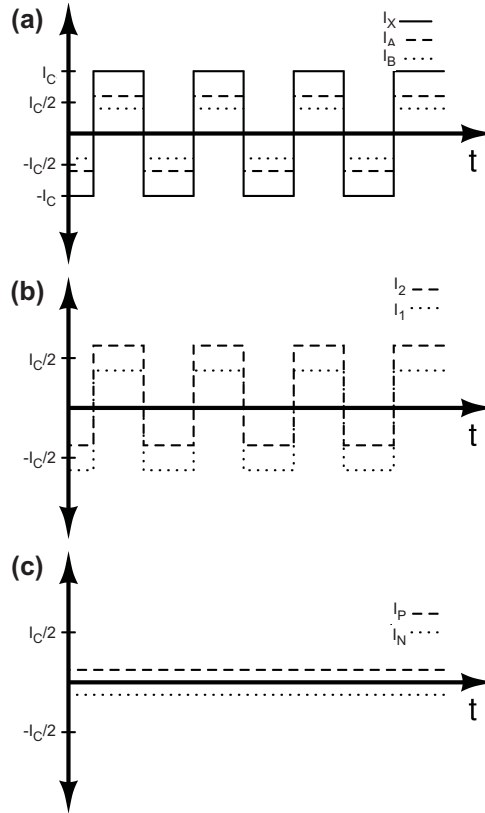 (a)
I_X
I_A
I_B
I_C
I_C/2
-I_C/2
-I_C
t
(b)
I_2
I_1
I_C/2
-I_C/2
t
(c)
I_P
I_N
I_C/2
-I_C/2
t